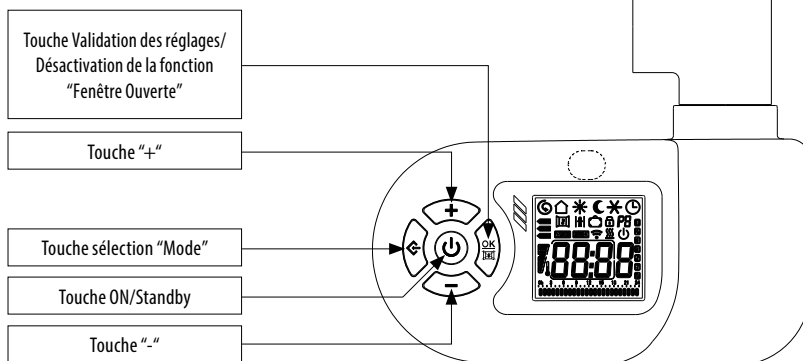 Touche Validation des réglages/
Désactivation de la fonction
“Fenêtre Ouverte”
Touche “+“
Touche sélection “Mode”
Touche ON/Standby
Touche “-“
OK
P8
88:88